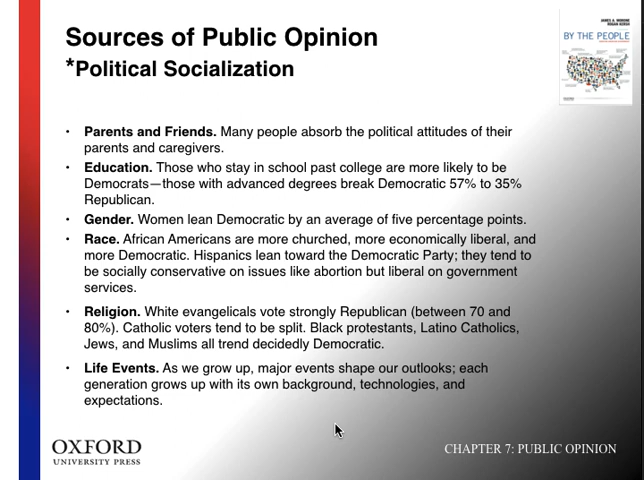 Sources of Public Opinion
*Political Socialization
BY THE PEOPLE
• Parents and Friends. Many people absorb the political attitudes of their
parents and caregivers.
• Education. Those who stay in school past college are more likely to be
Democrats—those with advanced degrees break Democratic 57% to 35%
Republican.
• Gender. Women lean Democratic by an average of five percentage points.
• Race. African Americans are more churched, more economically liberal, and
more Democratic. Hispanics lean toward the Democratic Party; they tend to
be socially conservative on issues like abortion but liberal on government
services.
• Religion. White evangelicals vote strongly Republican (between 70 and
80%). Catholic voters tend to be split. Black protestants, Latino Catholics,
Jews, and Muslims all trend decidedly Democratic.
• Life Events. As we grow up, major events shape our outlooks; each
generation grows up with its own background, technologies, and
expectations.
OXFORD
UNIVERSITY PRESS
CHAPTER 7: PUBLIC OPINION